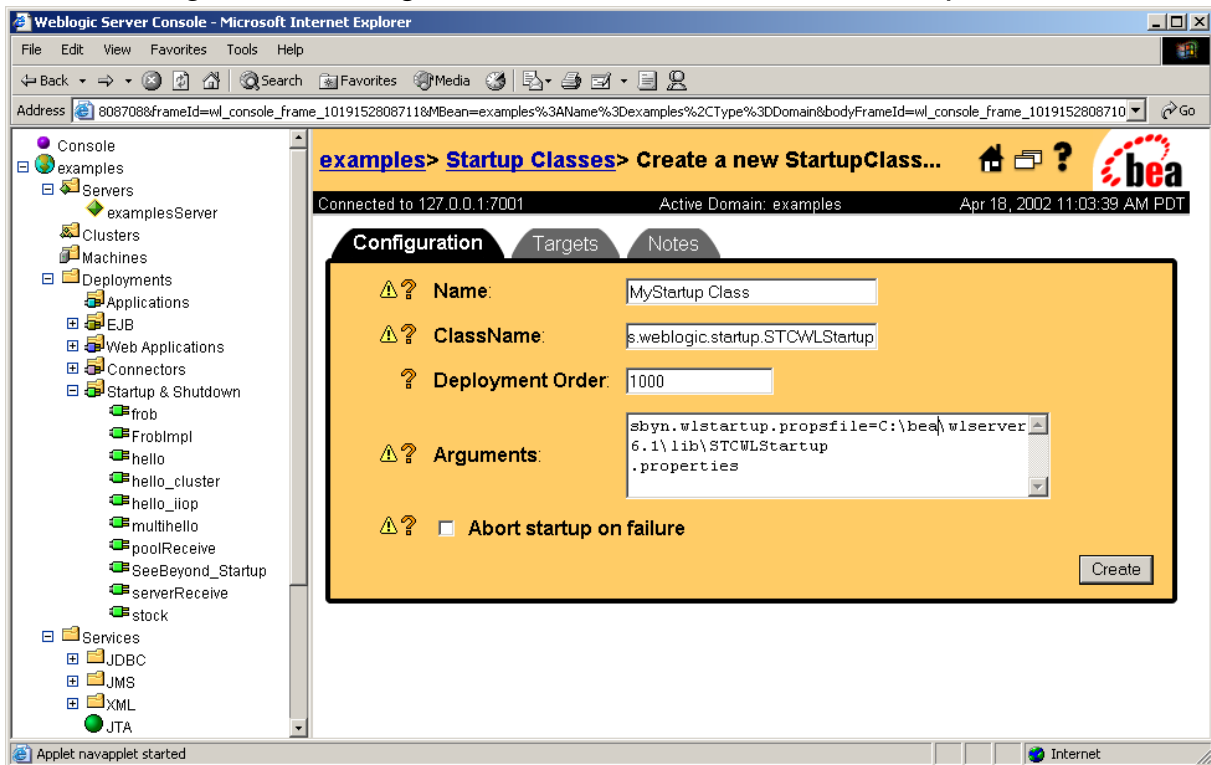 Weblogic Server Console - Microsoft Internet Explorer
File Edit View Favorites Tools Help
Back Search Favorites Media
Address 808708&frameId=wl_console_frame_1019152808711&MBean=examples%3AName%3Dexamples%2CType%3DDomain&bodyFrameId=wl_console_frame_1019152808710 Go
Console
examples
Servers
examplesServer
Clusters
Machines
Deployments
Applications
EJB
Web Applications
Connectors
Startup & Shutdown
frob
FrobImpl
hello
hello_cluster
hello_iiop
multihello
poolReceive
SeeBeyond_Startup
serverReceive
stock
Services
JDBC
JMS
XML
JTA
examples> Startup Classes> Create a new StartupClass... ? bea
Connected to 127.0.0.1:7001 Active Domain: examples Apr 18, 2002 11:03:39 AM PDT
Configuration Targets Notes
? Name: MyStartup Class
? ClassName: s.weblogic.startup.STCWLStartup
? Deployment Order: 1000
? Arguments: sbyn.wlstartup.propsfile=C:\bea\wlserver
6.1\lib\STCWLStartup
.properties
? Abort startup on failure
Create
Applet navapplet started Internet